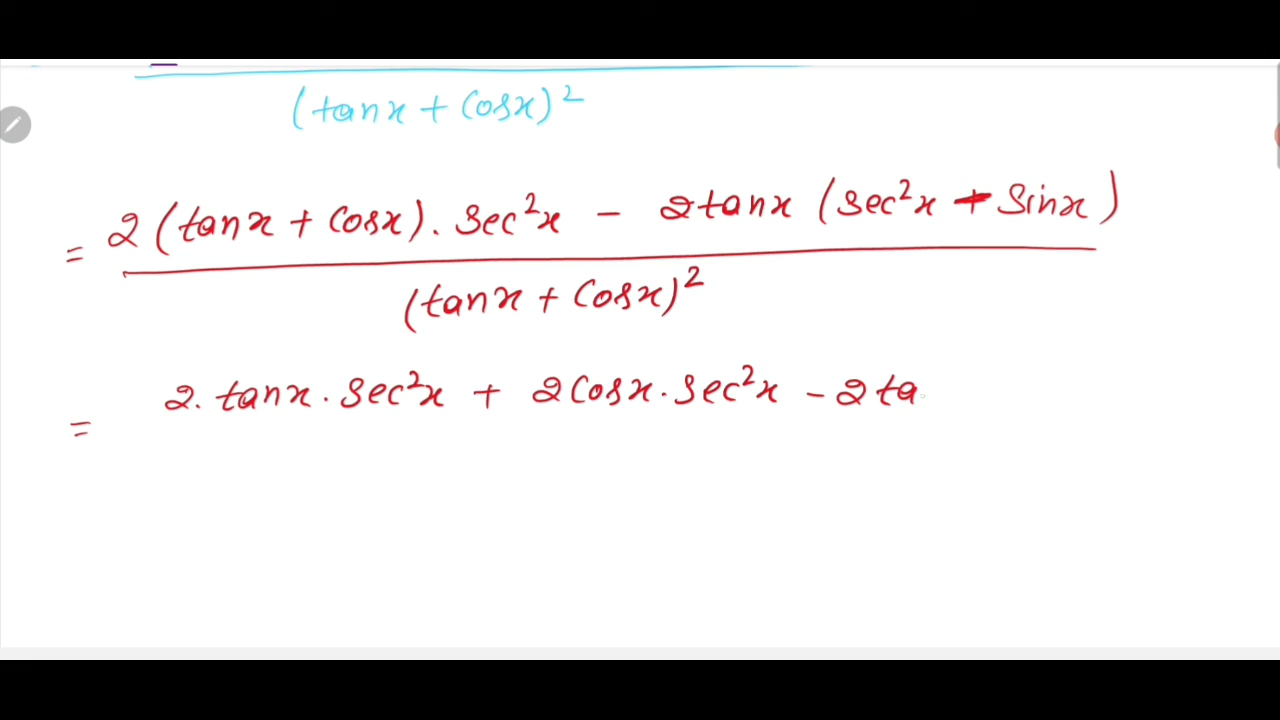 (tanx + Cosx)²
= 2 (tanx + Cosx). Sec²x - 2tanx (Sec²x - Sinx)
(tanx + Cosx)²
= 2. tanx. Sec²x + 2Cosx. Sec²x - 2ta